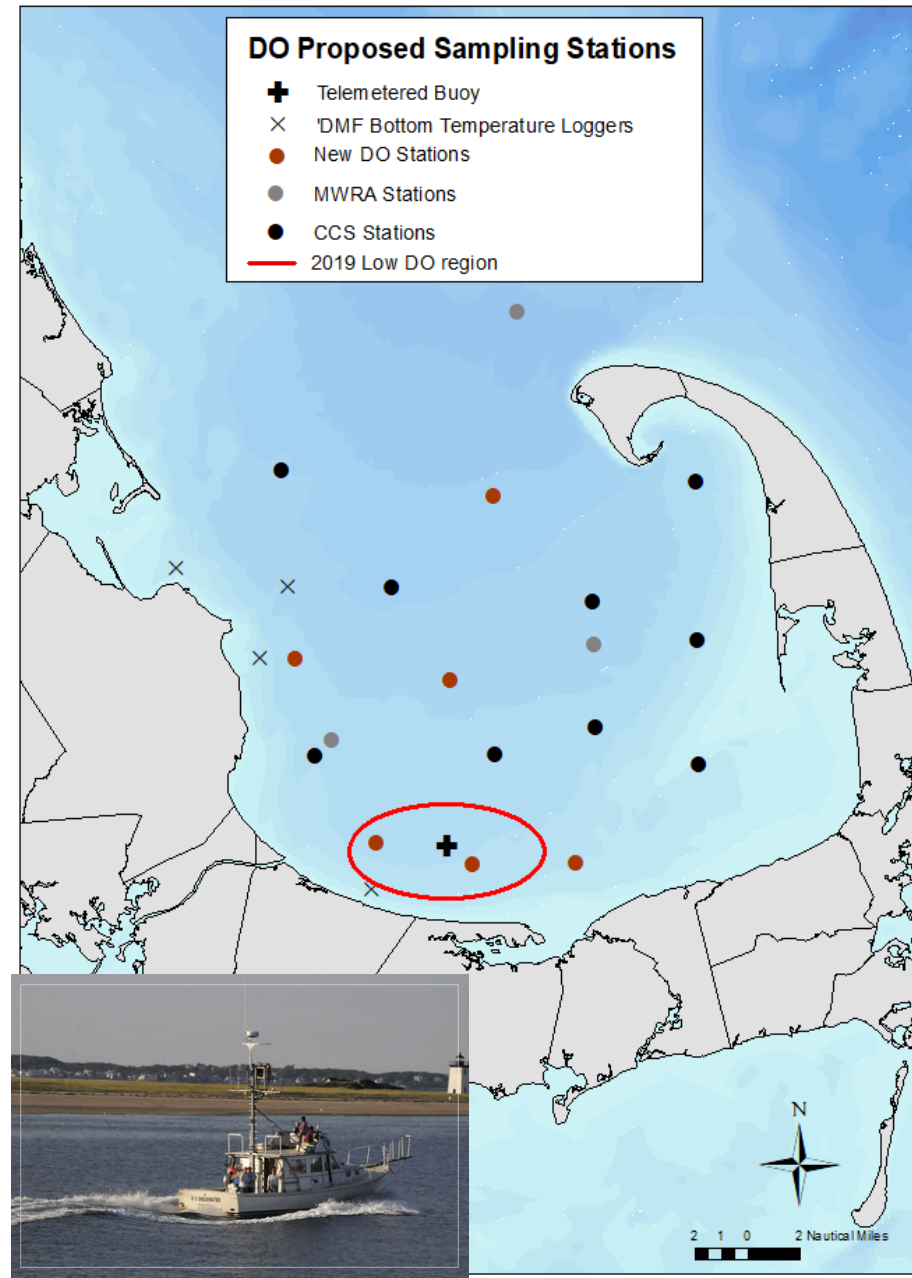 DO Proposed Sampling Stations
Telemetered Buoy
'DMF Bottom Temperature Loggers
New DO Stations
MWRA Stations
CCS Stations
2019 Low DO region
N
2 1 0 2 Nautical Miles
R V SHEARWATER